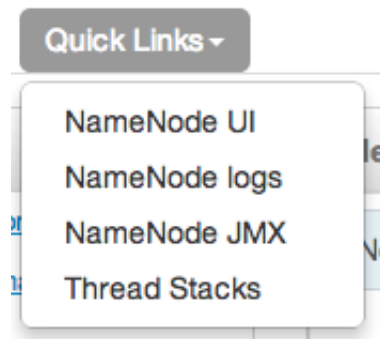 Quick Links
NameNode UI
NameNode logs
NameNode JMX
Thread Stacks